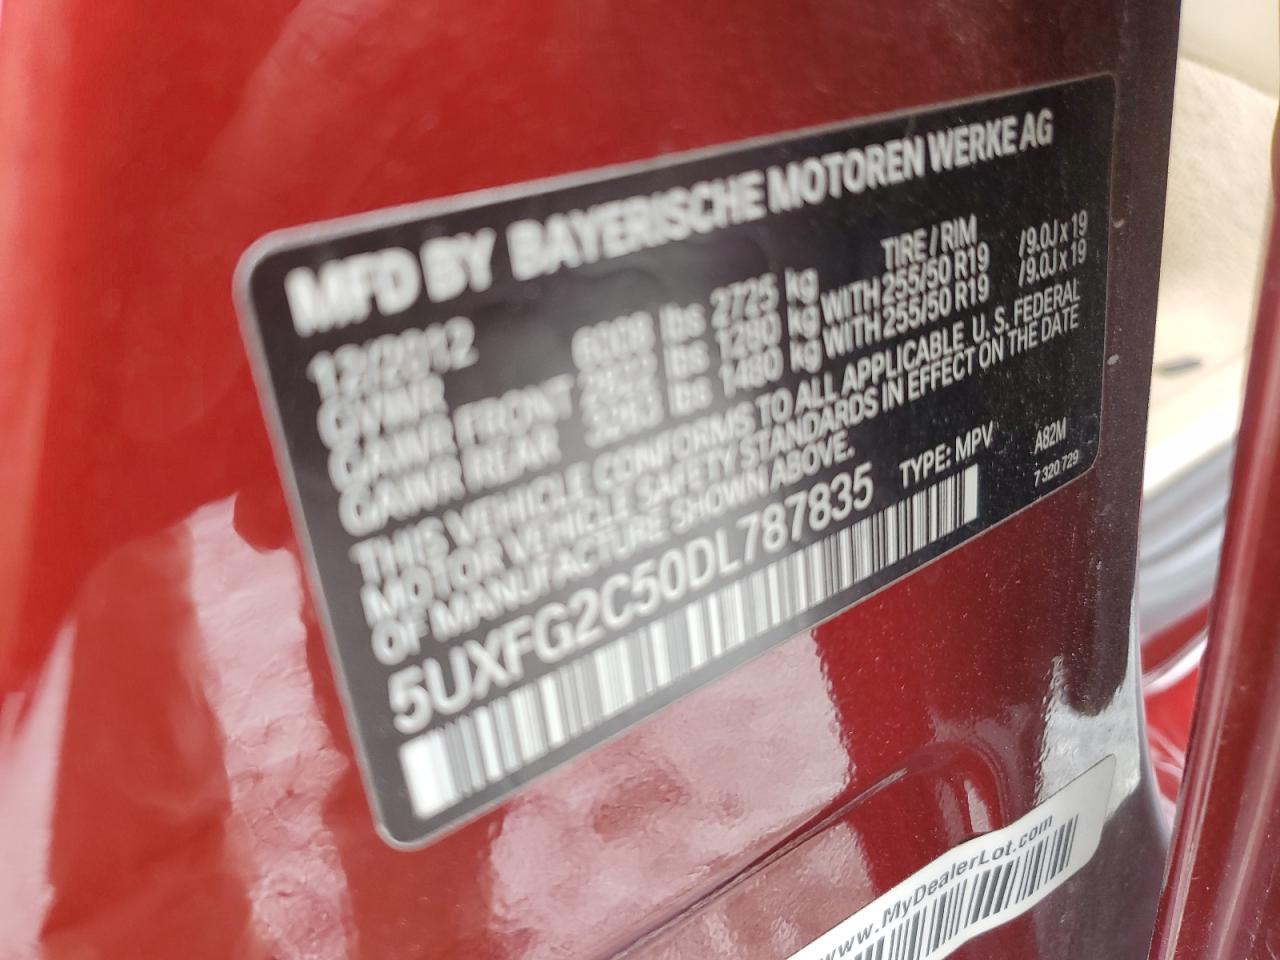 MFD BY BAYERISCHE MOTOREN WERKE AG
12/2012 TIRE / RIM
GVWR 6008 lbs 2725 kg
GAWR FRONT 2822 lbs 1280 kg WITH 255/50 R19 /9.0J x 19
GAWR REAR 3263 lbs 1480 kg WITH 255/50 R19 /9.0J x 19
THIS VEHICLE CONFORMS TO ALL APPLICABLE U. S. FEDERAL
MOTOR VEHICLE SAFETY STANDARDS IN EFFECT ON THE DATE
OF MANUFACTURE SHOWN ABOVE.
5UXFG2C50DL787835 TYPE: MPV A82M
7 320 729
www.MyDealerLot.com